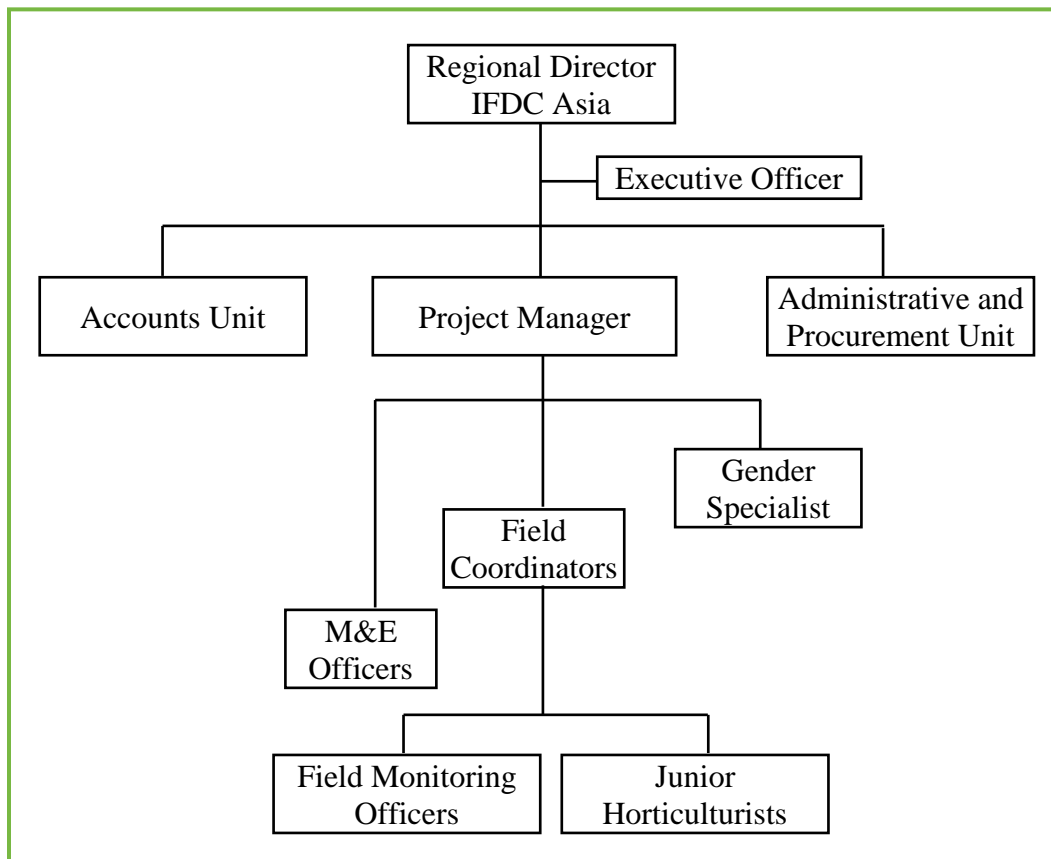 Regional Director
IFDC Asia
Executive Officer
Accounts Unit
Project Manager
Administrative and
Procurement Unit
Gender
Specialist
Field
Coordinators
M&E
Officers
Field Monitoring
Officers
Junior
Horticulturists